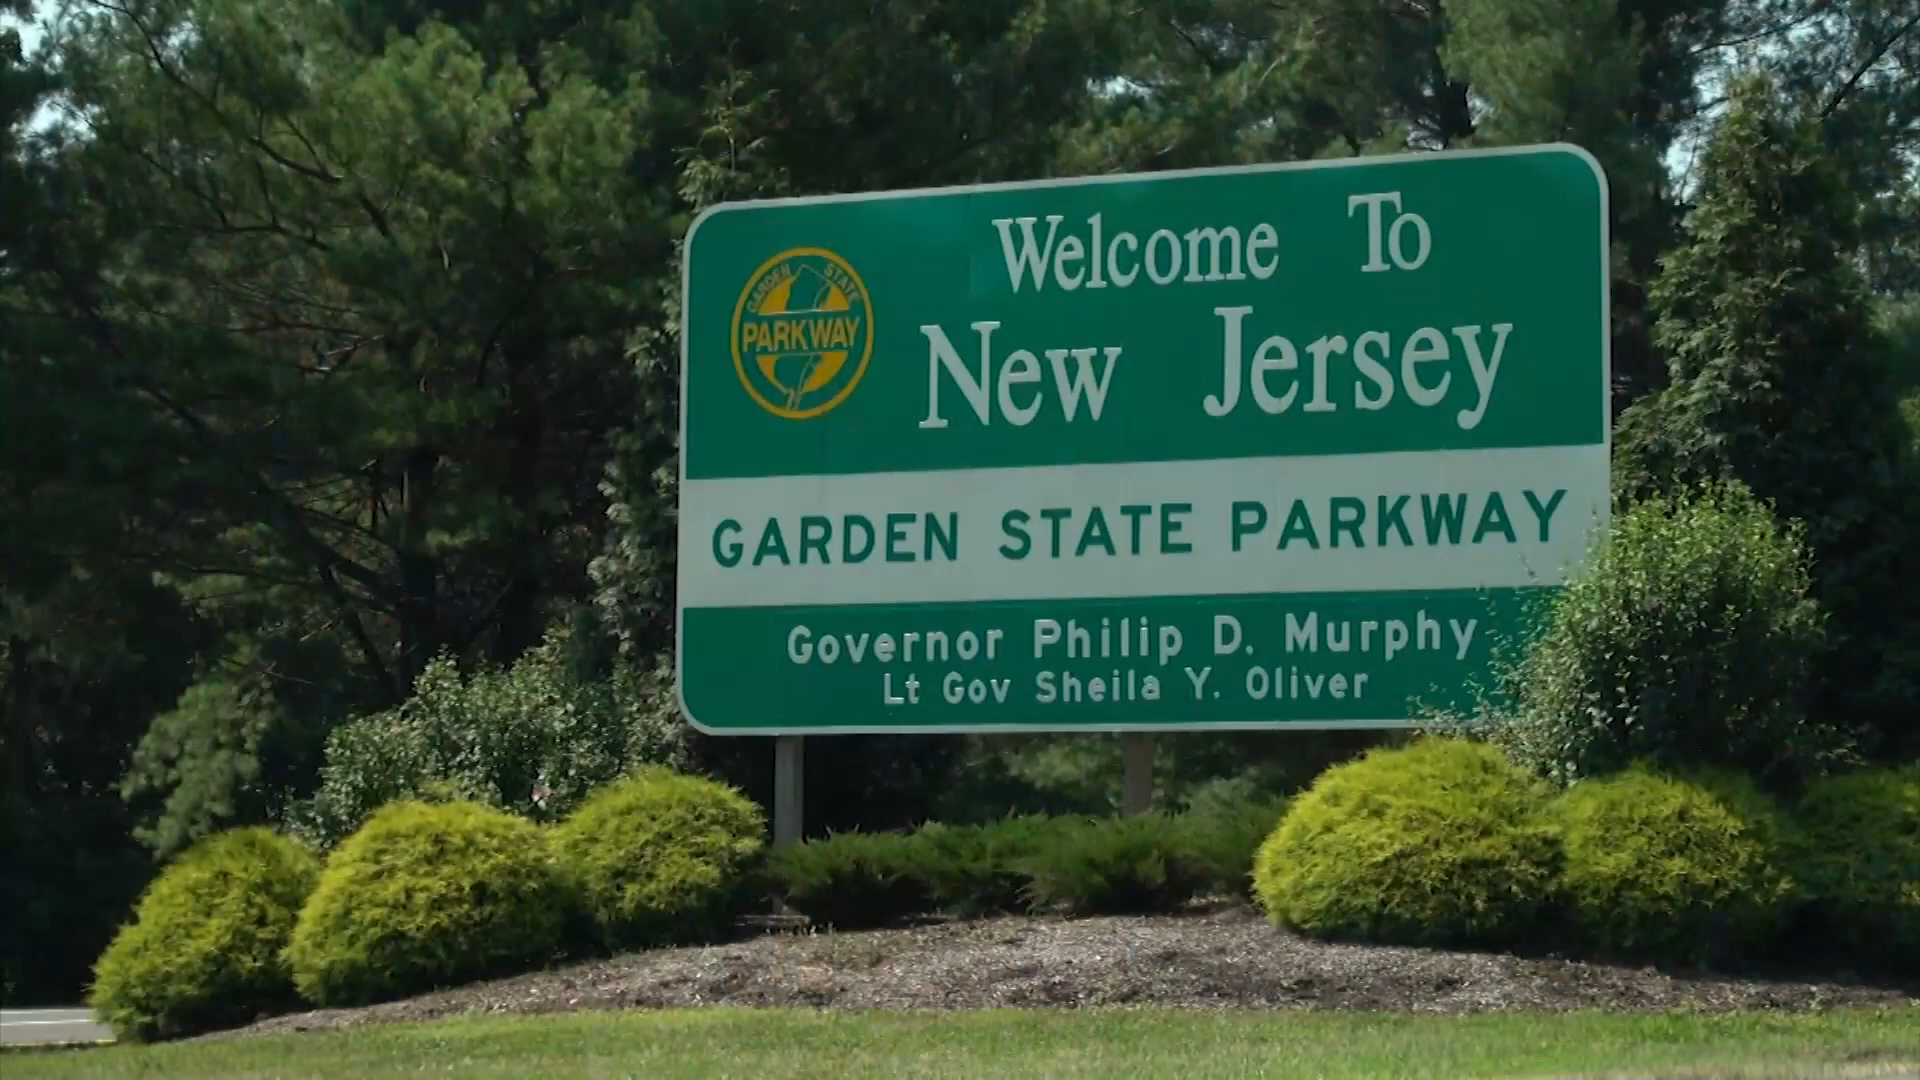 GARDEN STATE
PARKWAY
Welcome To
New Jersey
GARDEN STATE PARKWAY
Governor Philip D. Murphy
Lt Gov Sheila Y. Oliver